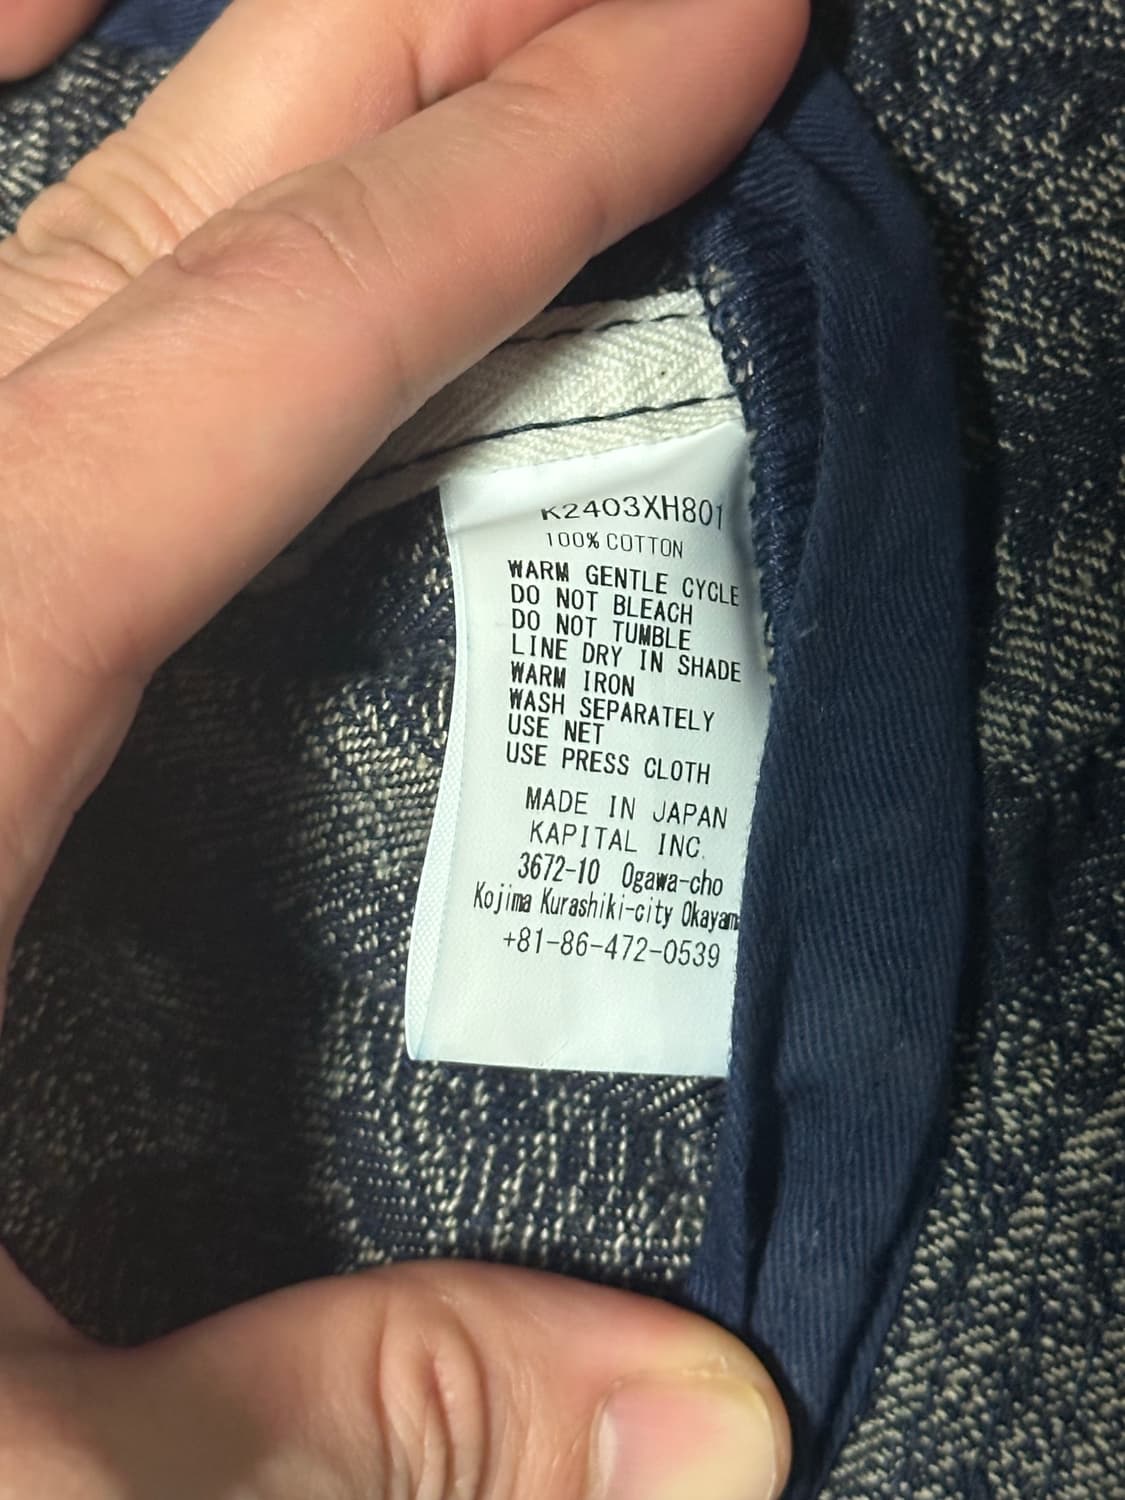 K2403XH801
100% COTTON
WARM GENTLE CYCLE
DO NOT BLEACH
DO NOT TUMBLE
LINE DRY IN SHADE
WARM IRON
WASH SEPARATELY
USE NET
USE PRESS CLOTH
MADE IN JAPAN
KAPITAL INC.
3672-10 Ogawa-cho
Kojima Kurashiki-city Okayam
+81-86-472-0539